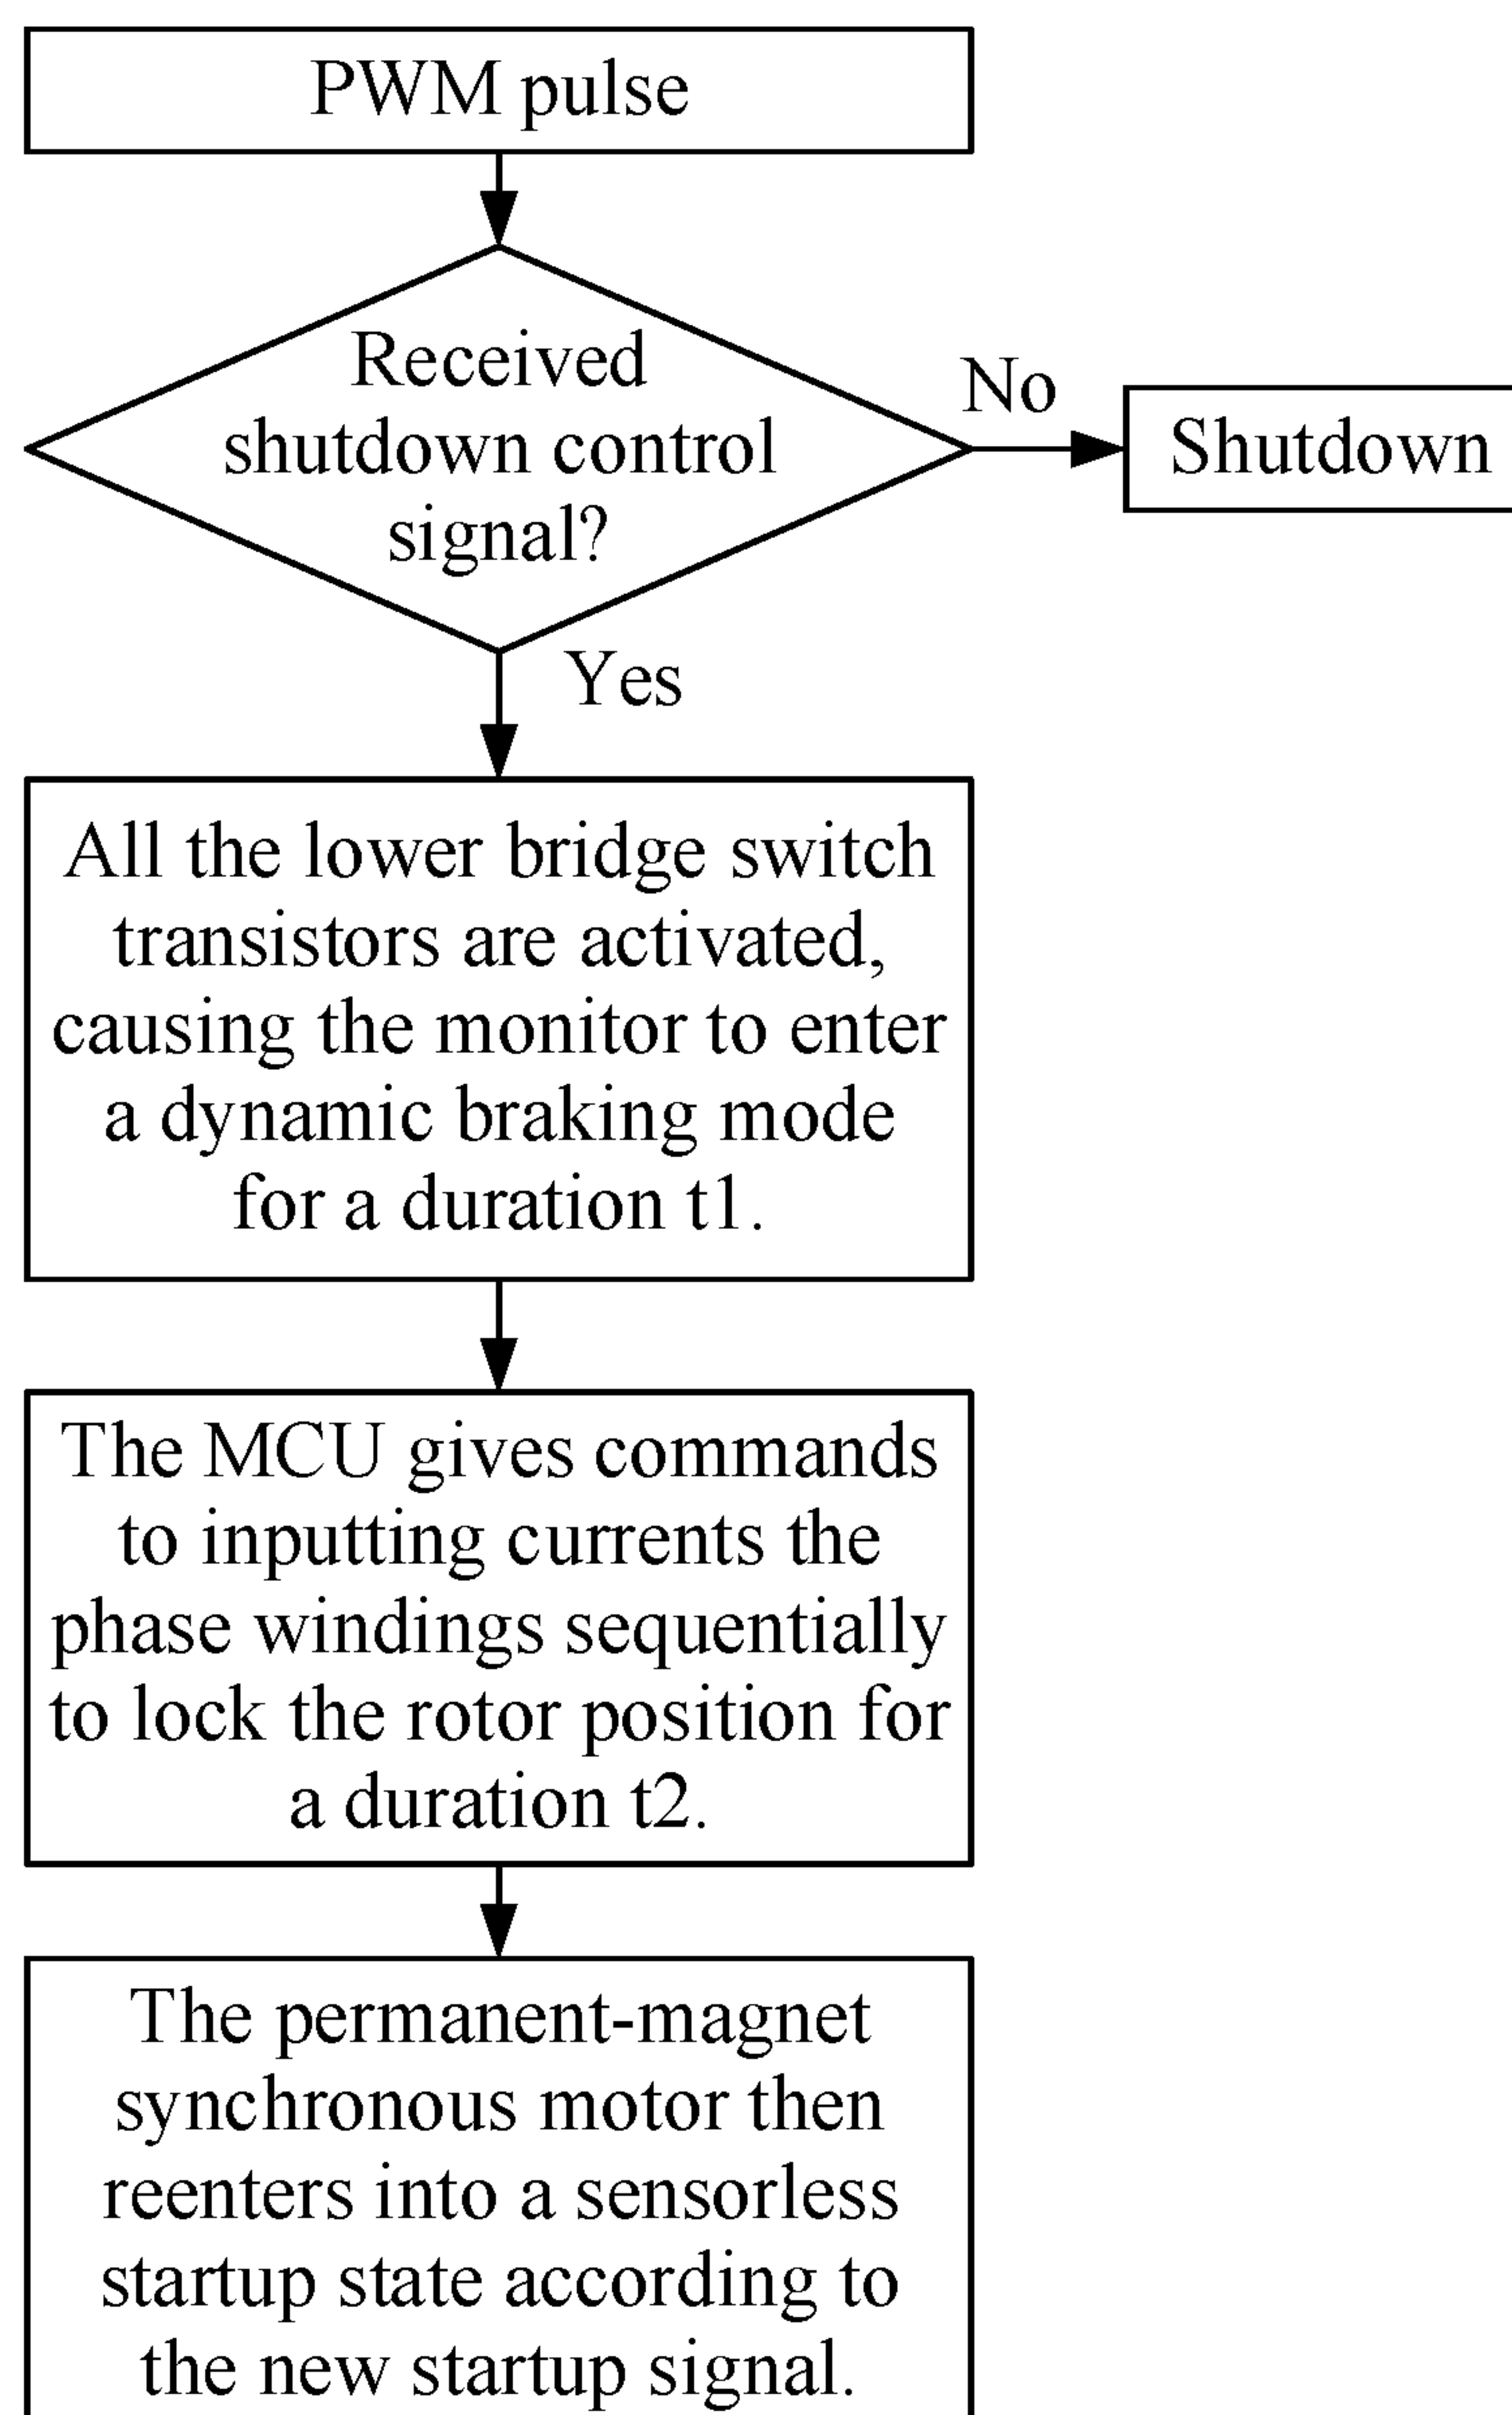 PWM pulse
Received
shutdown control
signal?
No
Shutdown
Yes
All the lower bridge switch
transistors are activated,
causing the monitor to enter
a dynamic braking mode
for a duration t1.
The MCU gives commands
to inputting currents the
phase windings sequentially
to lock the rotor position for
a duration t2.
The permanent-magnet
synchronous motor then
reenters into a sensorless
startup state according to
the new startup signal.